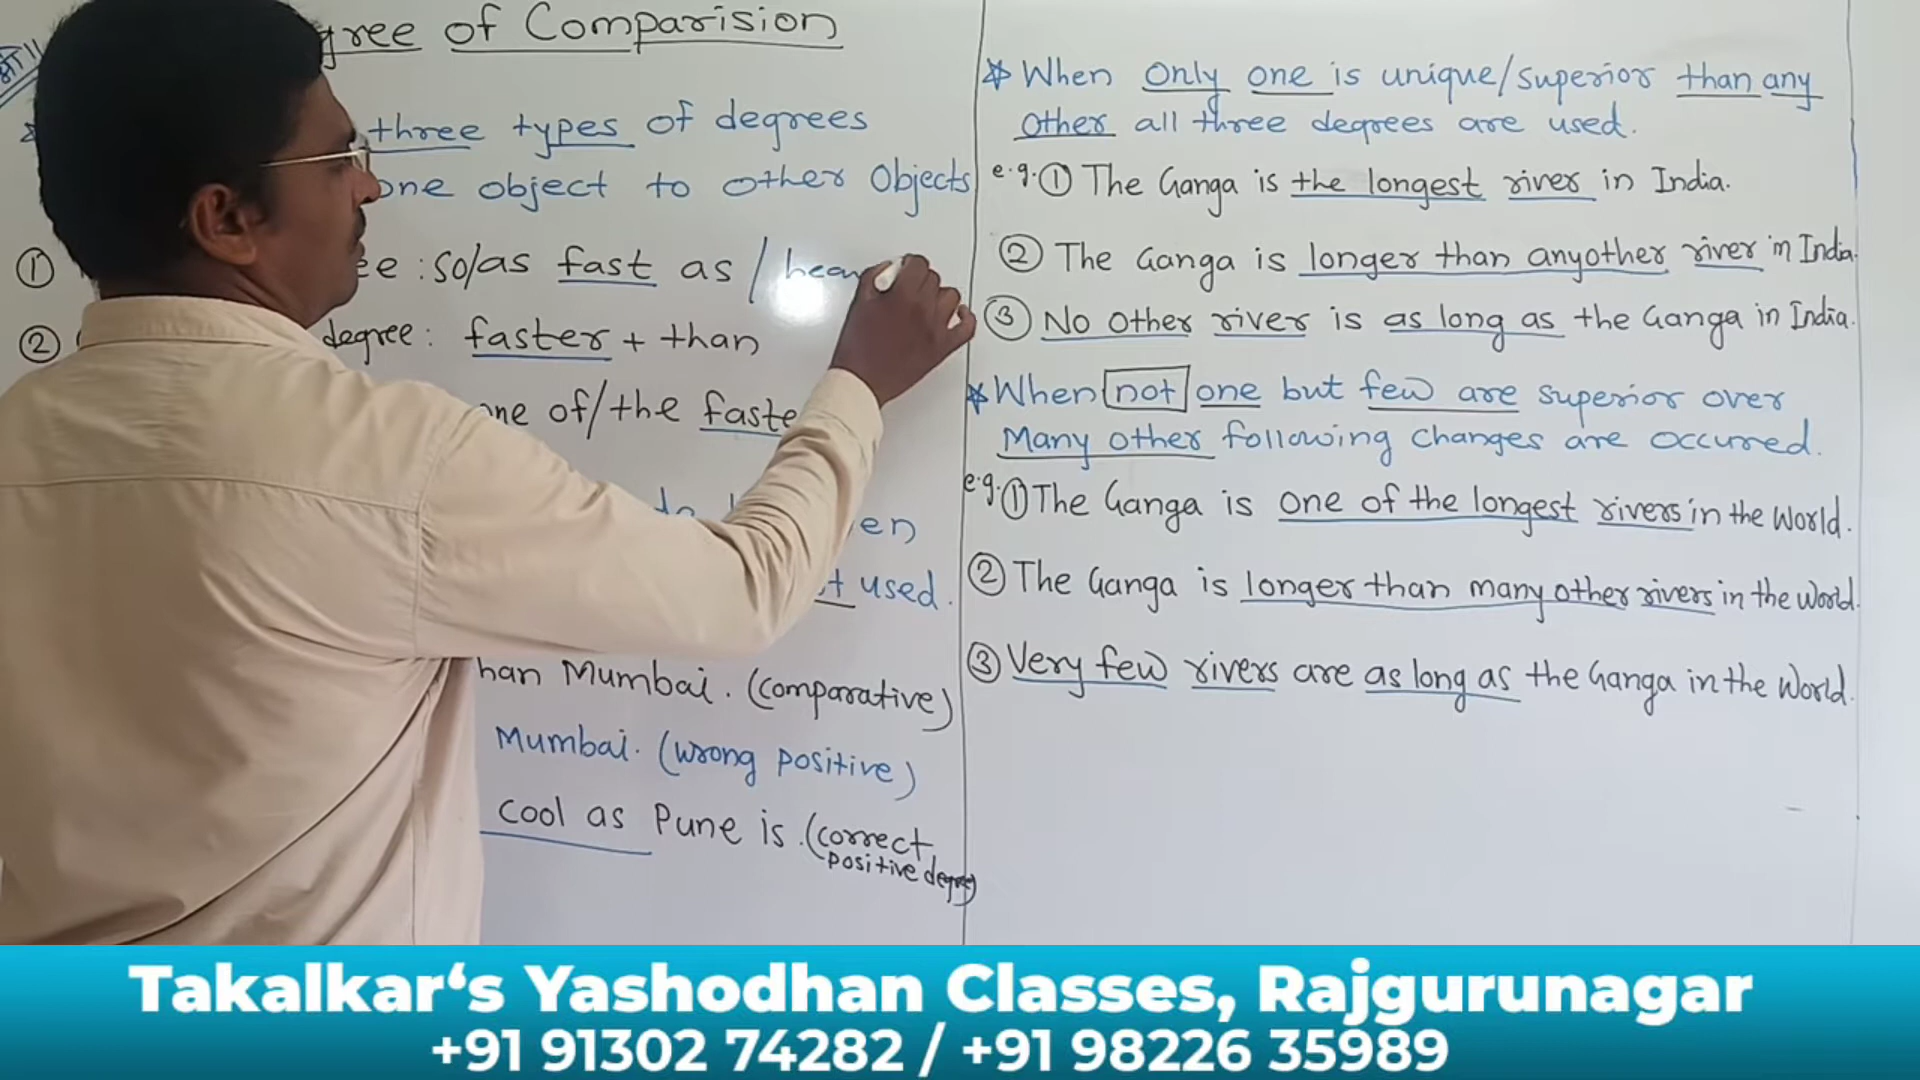 gree of Comparision
three types of degrees
one object to other Objects
① ee : so/as fast as /
② degree : faster + than
one of/the faste
en
used.
han Mumbai. (comparative)
Mumbai. (wrong positive)
cool as Pune is. (correct
positive degree)
* When only one is unique/superior than any
other all three degrees are used.
e.g. ① The Ganga is the longest river in India.
② The Ganga is longer than anyother river in India.
③ No other river is as long as the Ganga in India.
* When not one but few are superior over
Many other following changes are occured.
e.g. ① The Ganga is one of the longest rivers in the World.
② The Ganga is longer than many other rivers in the World.
③ Very few rivers are as long as the Ganga in the World.
Takalkar‘s Yashodhan Classes, Rajgurunagar
+91 91302 74282 / +91 98226 35989